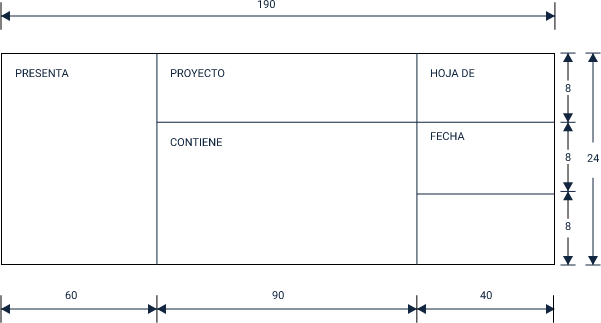 190
PRESENTA
PROYECTO
HOJA DE
8
CONTIENE
FECHA
8
24
8
60
90
40